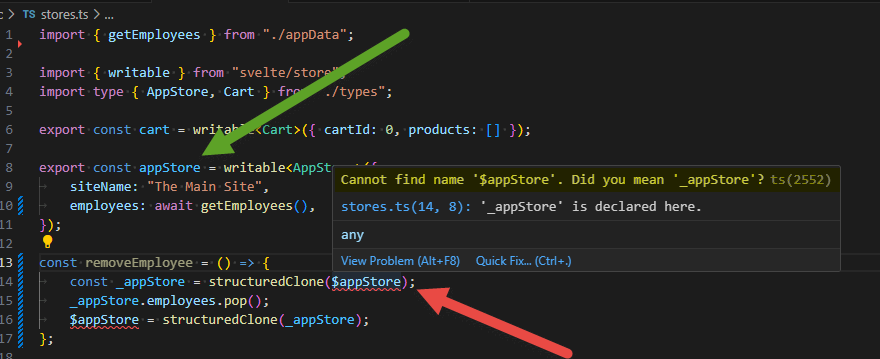 stores.ts > ...
1 import { getEmployees } from "./appData";
2
3 import { writable } from "svelte/store";
4 import type { AppStore, Cart } from "./types";
5
6 export const cart = writable<Cart>({ cartId: 0, products: [] });
7
8 export const appStore = writable<AppStore>({
9 siteName: "The Main Site",
10 employees: await getEmployees(),
11 });
12
13 const removeEmployee = () => {
14 const _appStore = structuredClone($appStore);
15 _appStore.employees.pop();
16 $appStore = structuredClone(_appStore);
17 };
18
Cannot find name '$appStore'. Did you mean '_appStore'? ts(2552)
stores.ts(14, 8): '_appStore' is declared here.
any
View Problem (Alt+F8) Quick Fix... (Ctrl+.)